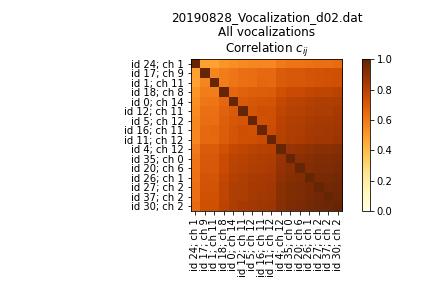 20190828_Vocalization_d02.dat
All vocalizations
Correlation c_ij
id 24; ch 1
id 17; ch 9
id 1; ch 11
id 18; ch 8
id 0; ch 14
id 12; ch 11
id 5; ch 12
id 16; ch 11
id 11; ch 12
id 4; ch 12
id 35; ch 0
id 20; ch 6
id 26; ch 1
id 27; ch 2
id 37; ch 2
id 30; ch 2
1.0
0.8
0.6
0.4
0.2
0.0
id 24; ch 1
id 17; ch 9
id 1; ch 11
id 18; ch 8
id 0; ch 14
id 12; ch 11
id 5; ch 12
id 16; ch 11
id 11; ch 12
id 4; ch 12
id 35; ch 0
id 20; ch 6
id 26; ch 1
id 27; ch 2
id 37; ch 2
id 30; ch 2